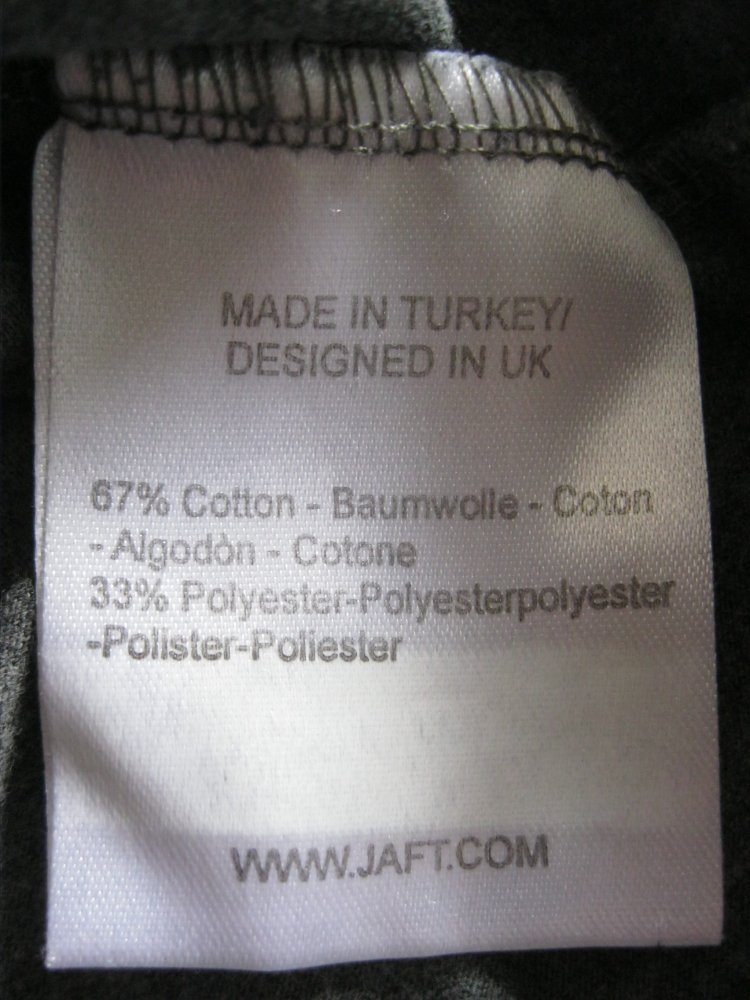 MADE IN TURKEY/
DESIGNED IN UK
67% Cotton - Baumwolle - Coton
- Algodòn - Cotone
33% Polyester-Polyesterpolyester
-Polister-Poliester
WWW.JAFT.COM